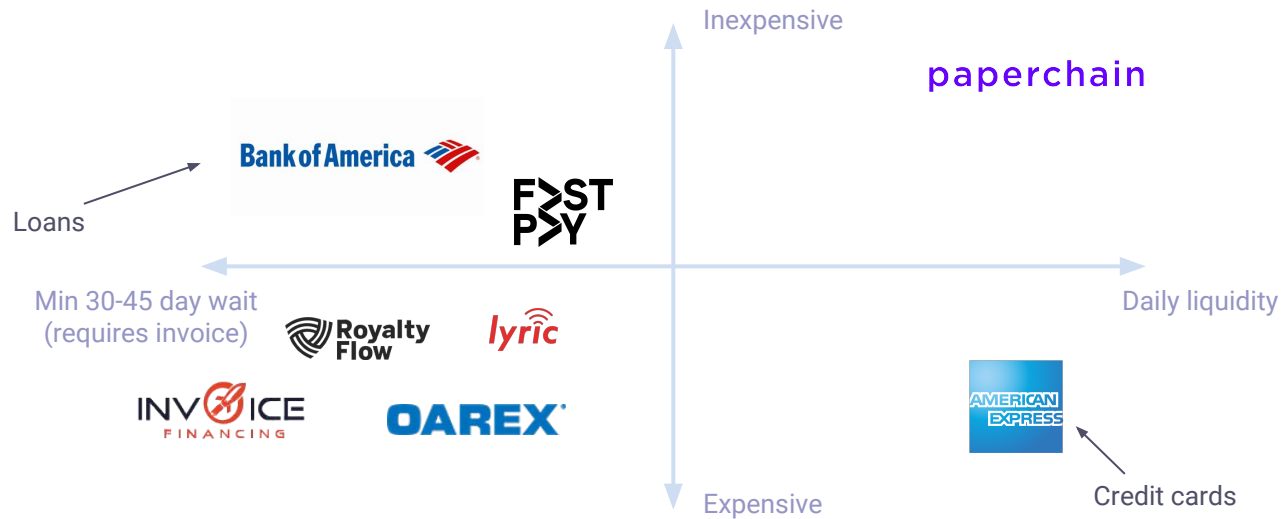 Inexpensive
paperchain
Bank of America
FAST
PAY
Loans
Min 30-45 day wait
(requires invoice)
Daily liquidity
Royalty
Flow
lyric
INVOICE
FINANCING
OAREX
AMERICAN
EXPRESS
Credit cards
Expensive